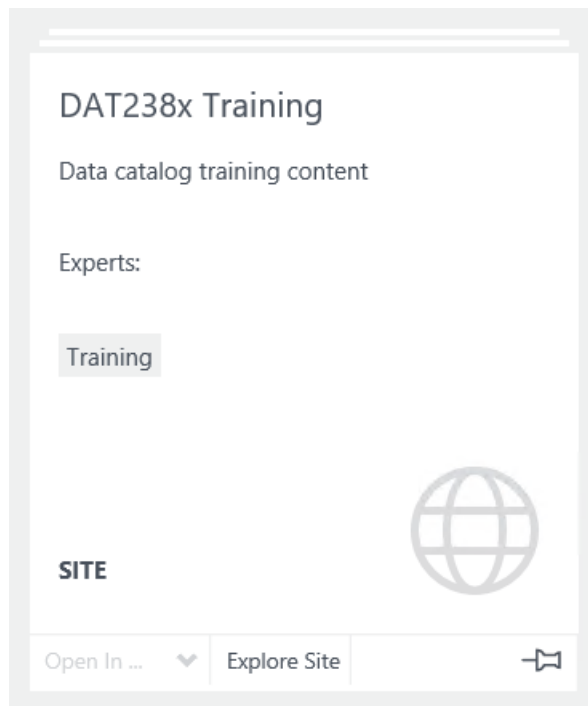 DAT238x Training
Data catalog training content
Experts:
Training
SITE
Open In ...
Explore Site